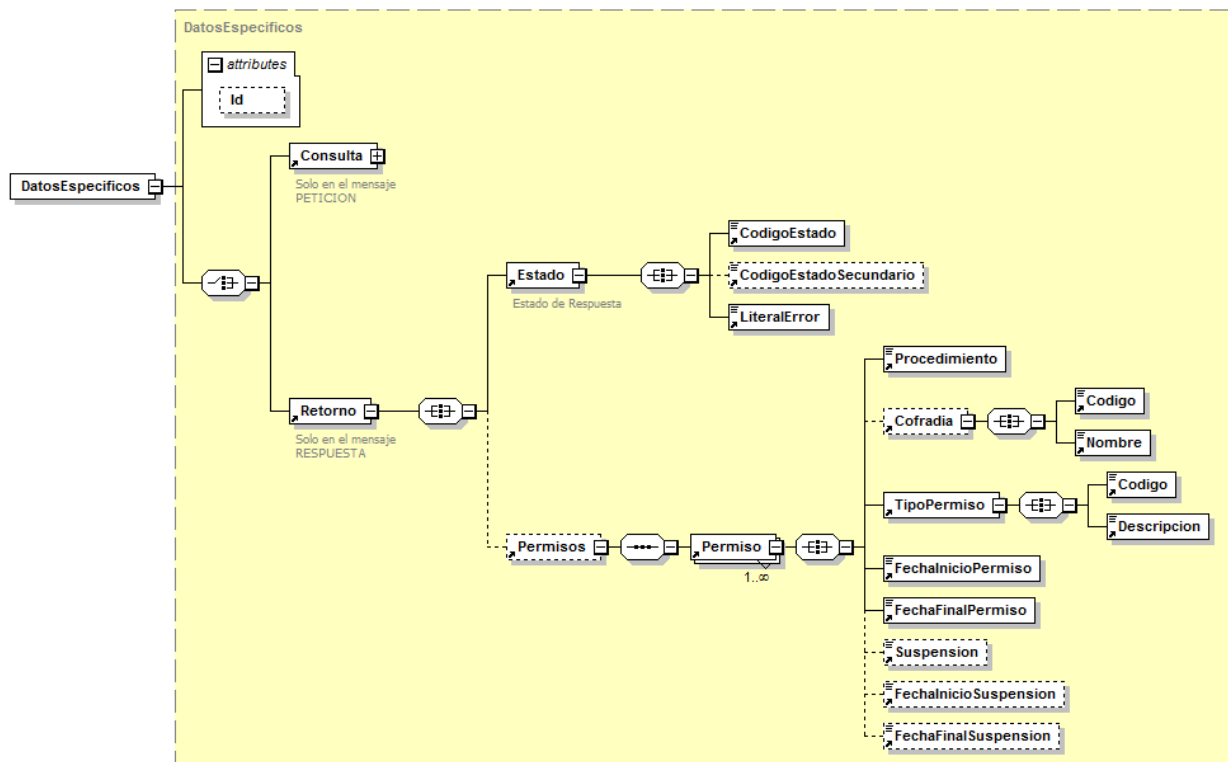 DatosEspecificos
attributes
Id
Consulta
Solo en el mensaje
PETICION
DatosEspecificos
CodigoEstado
Estado
CodigoEstadoSecundario
Estado de Respuesta
LiteralError
Procedimiento
Retorno
Cofradia
Codigo
Solo en el mensaje
RESPUESTA
Nombre
TipoPermiso
Codigo
Descripcion
Permisos
Permiso
1..∞
FechaInicioPermiso
FechaFinalPermiso
Suspension
FechaInicioSuspension
FechaFinalSuspension